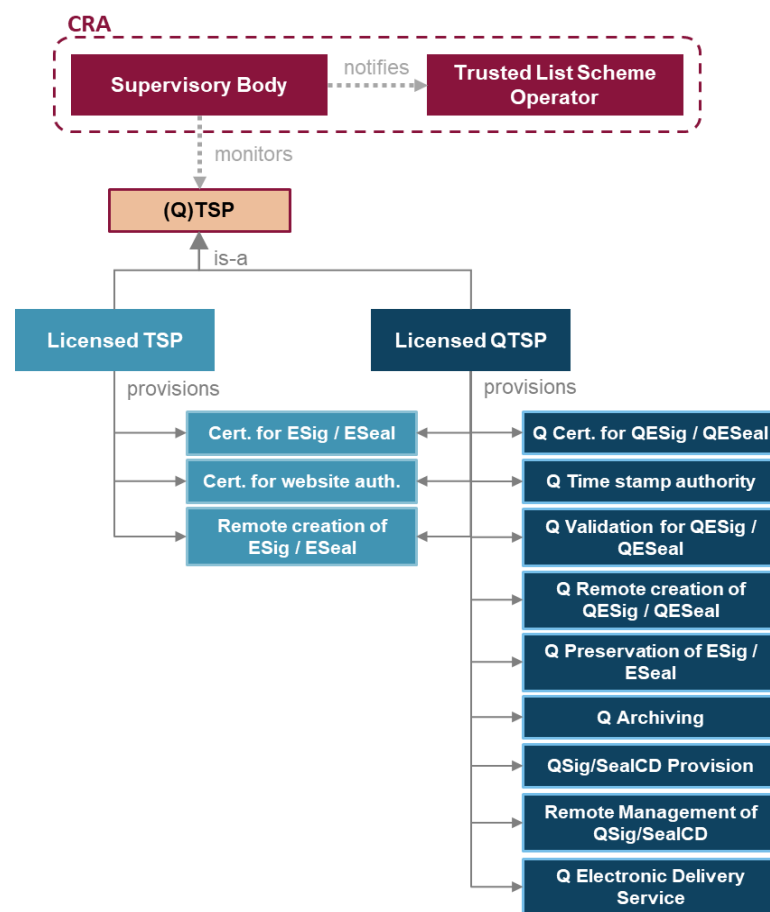 CRA
Supervisory Body
notifies
Trusted List Scheme
Operator
monitors
(Q)TSP
is-a
Licensed TSP
Licensed QTSP
provisions
provisions
Cert. for ESig / ESeal
Q Cert. for QESig / QESeal
Cert. for website auth.
Q Time stamp authority
Remote creation of
ESig / ESeal
Q Validation for QESig /
QESeal
Q Remote creation of
QESig / QESeal
Q Preservation of ESig /
ESeal
Q Archiving
QSig/SealCD Provision
Remote Management of
QSig/SealCD
Q Electronic Delivery
Service